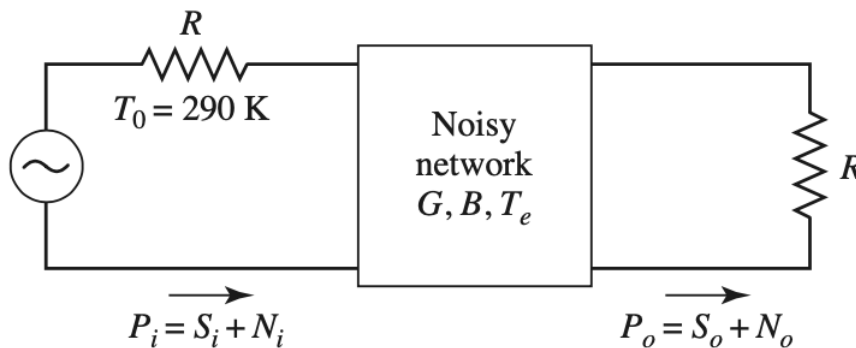 R
T₀ = 290 K
Noisy
network
G, B, Tₑ
R
Pᵢ = Sᵢ + Nᵢ
Pₒ = Sₒ + Nₒ